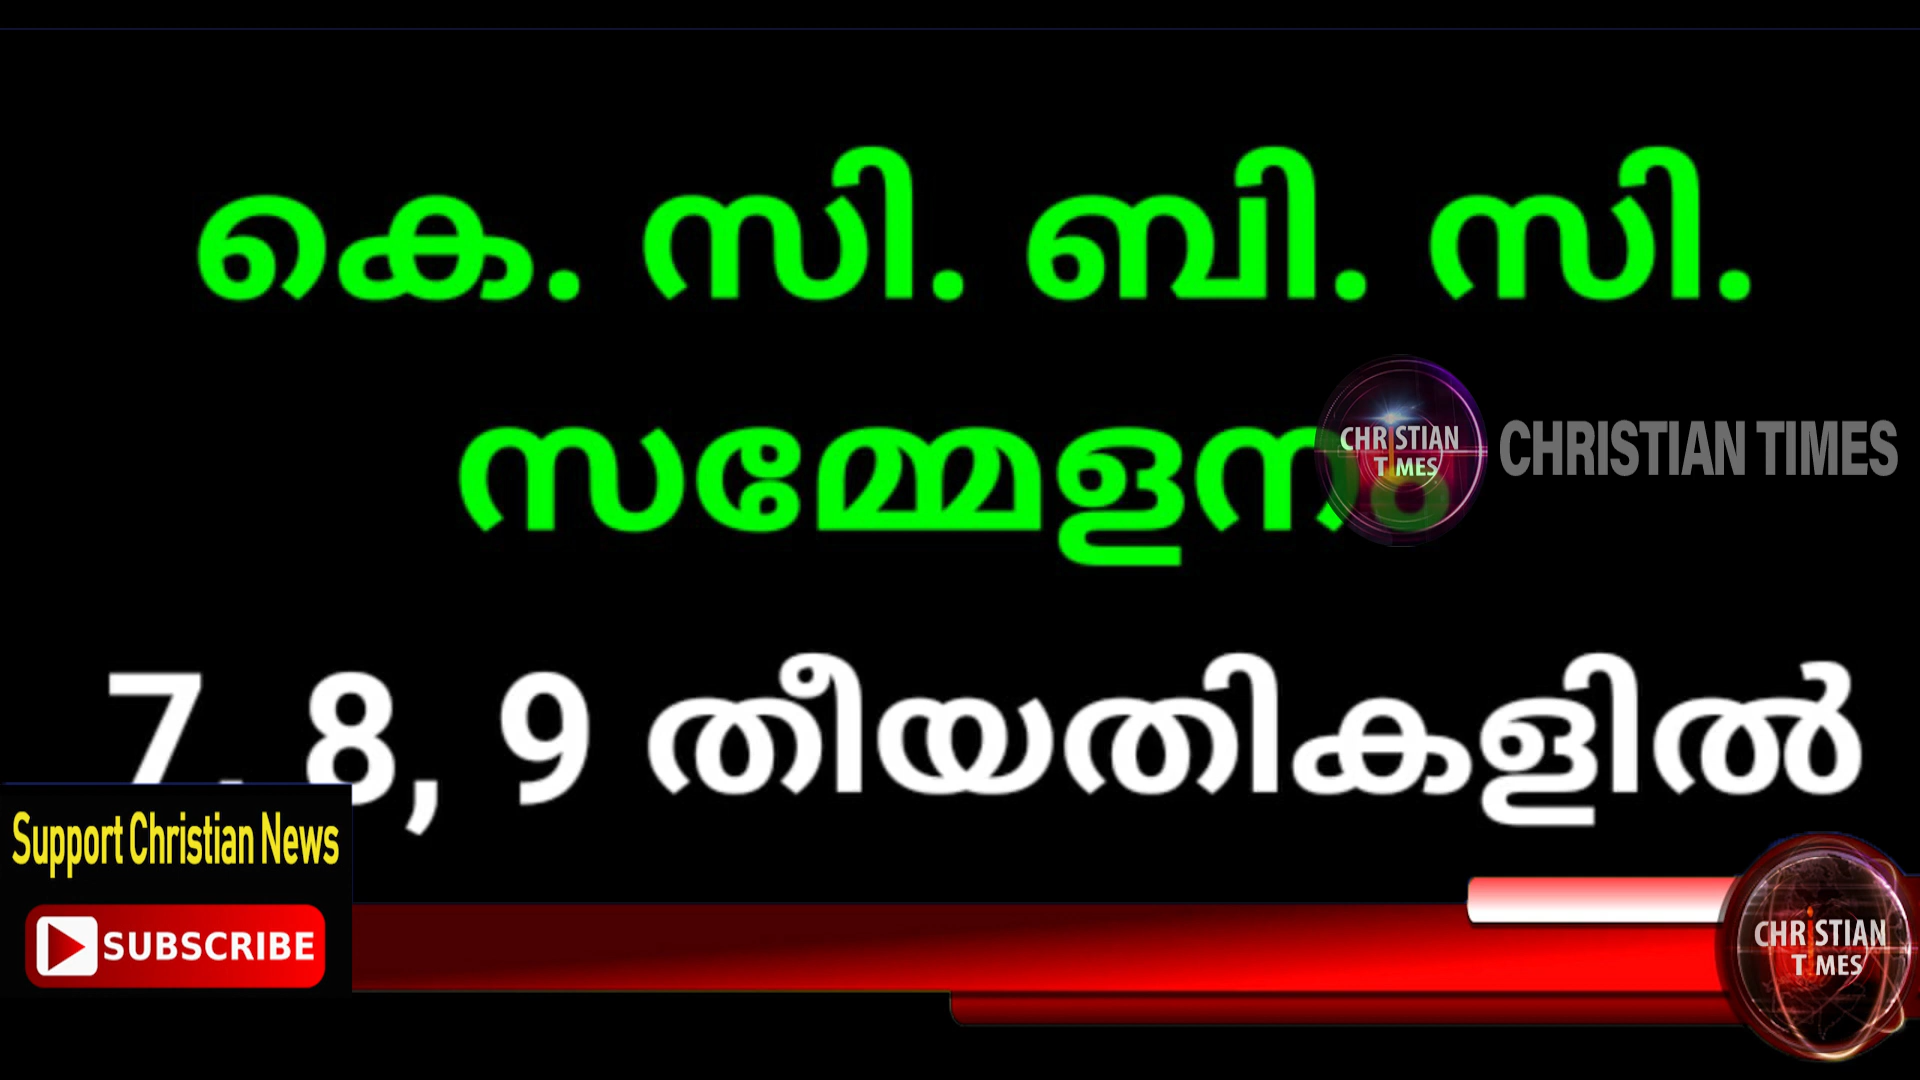 കെ. സി. ബി. സി.
സമ്മേളനം
CHRISTIAN
TIMES
CHRISTIAN TIMES
7, 8, 9 തീയതികളിൽ
Support Christian News
SUBSCRIBE
CHRISTIAN
TIMES